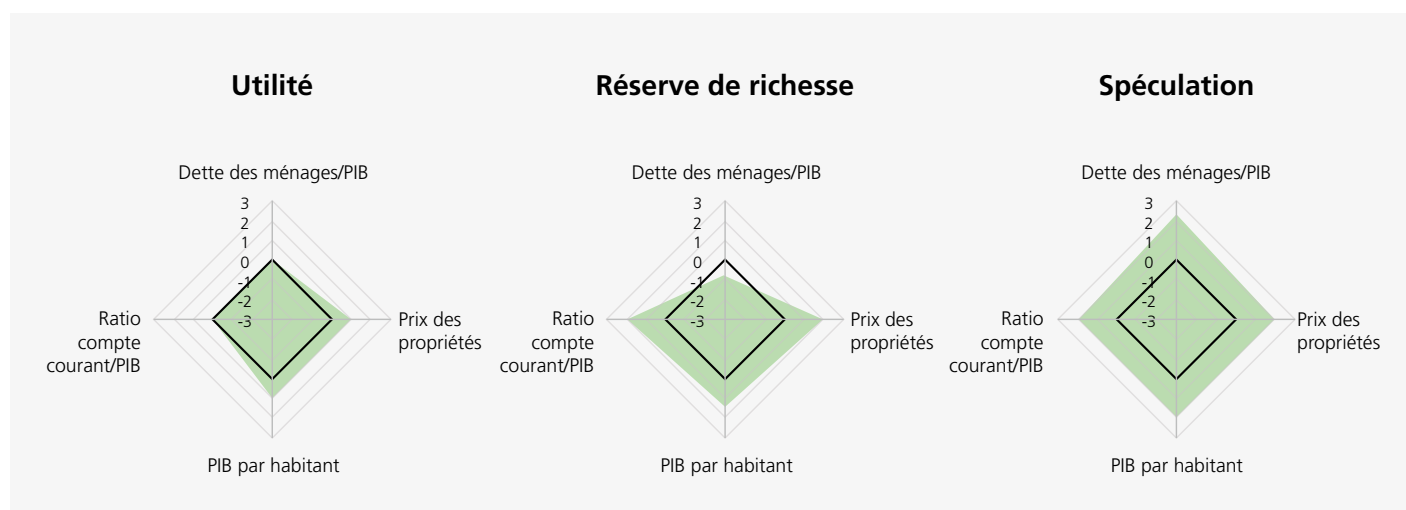 Utilité
Dette des ménages/PIB
3
2
1
0
-1
-2
-3
Ratio
compte
courant/PIB
Prix des
propriétés
PIB par habitant
Réserve de richesse
Dette des ménages/PIB
3
2
1
0
-1
-2
-3
Ratio
compte
courant/PIB
Prix des
propriétés
PIB par habitant
Spéculation
Dette des ménages/PIB
3
2
1
0
-1
-2
-3
Ratio
compte
courant/PIB
Prix des
propriétés
PIB par habitant